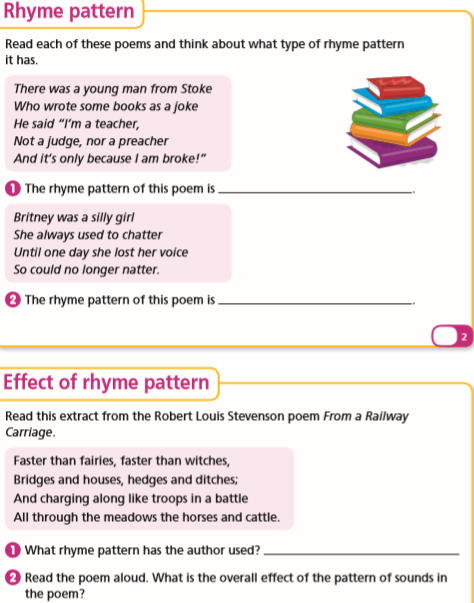 Rhyme pattern
Read each of these poems and think about what type of rhyme pattern
it has.
There was a young man from Stoke
Who wrote some books as a joke
He said “I’m a teacher,
Not a judge, nor a preacher
And it’s only because I am broke!”
1 The rhyme pattern of this poem is ______________________________.
Britney was a silly girl
She always used to chatter
Until one day she lost her voice
So could no longer natter.
2 The rhyme pattern of this poem is ______________________________.
2
Effect of rhyme pattern
Read this extract from the Robert Louis Stevenson poem From a Railway
Carriage.
Faster than fairies, faster than witches,
Bridges and houses, hedges and ditches;
And charging along like troops in a battle
All through the meadows the horses and cattle.
1 What rhyme pattern has the author used? ______________________________
2 Read the poem aloud. What is the overall effect of the pattern of sounds in
the poem?